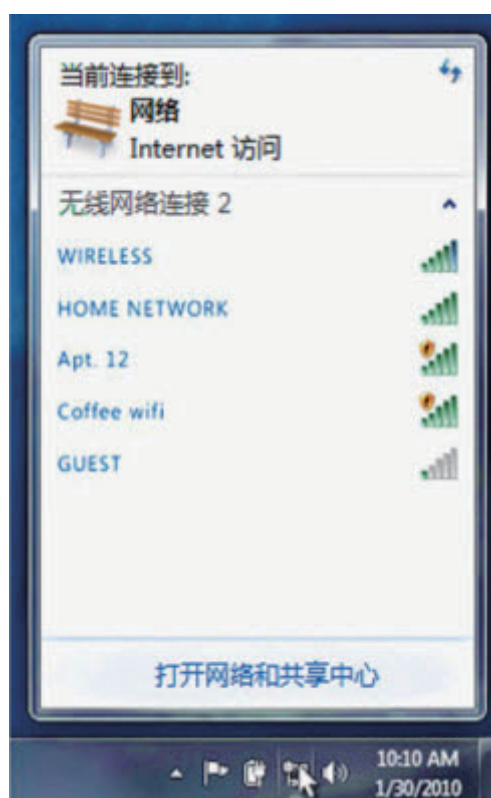 当前连接到:
网络
Internet 访问
无线网络连接 2
WIRELESS
HOME NETWORK
Apt. 12
Coffee wifi
GUEST
打开网络和共享中心
10:10 AM
1/30/2010